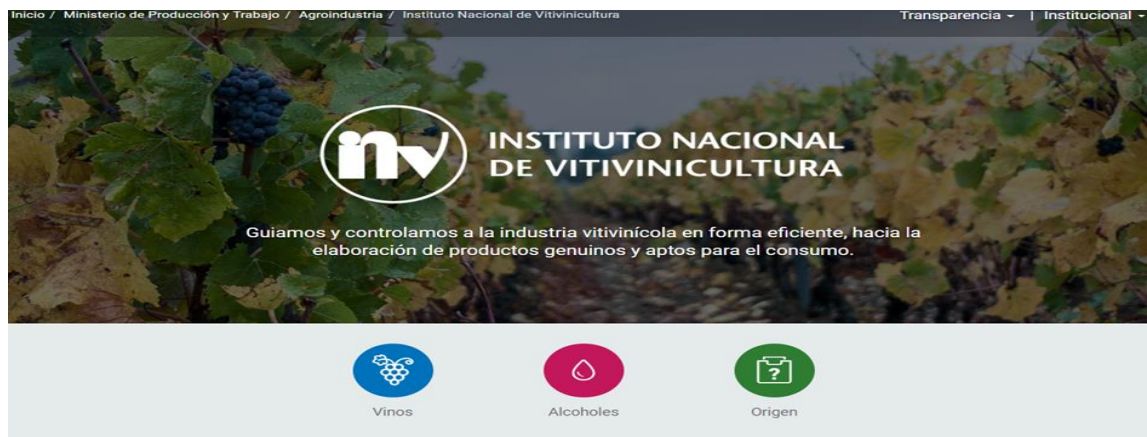 Inicio / Ministerio de Producción y Trabajo / Agroindustria / Instituto Nacional de Vitivinicultura
Transparencia | Institucional
inv
INSTITUTO NACIONAL
DE VITIVINICULTURA
Guiamos y controlamos a la industria vitivinícola en forma eficiente, hacia la
elaboración de productos genuinos y aptos para el consumo.
?
Vinos
Alcoholes
Origen